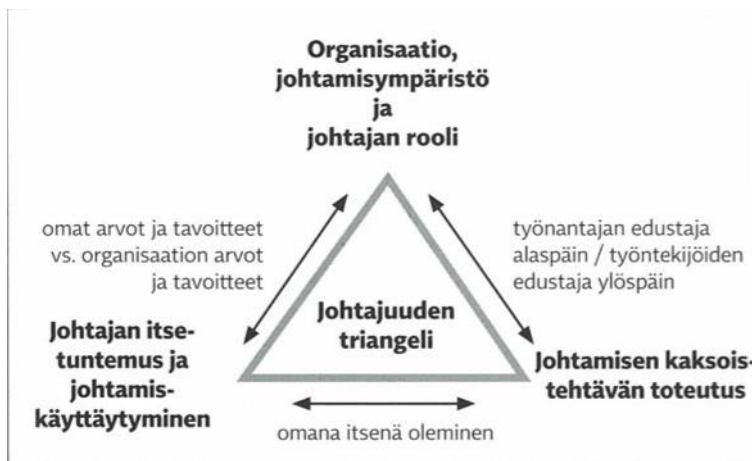 Organisaatio,
johtamisympäristö
ja
johtajan rooli
omat arvot ja tavoitteet
vs. organisaation arvot
ja tavoitteet
työnantajan edustaja
alaspäin / työntekijöiden
edustaja ylöspäin
Johtajuuden
triangeli
Johtajan itse-
tuntemus ja
johtamis-
käyttäytyminen
Johtamisen kaksois-
tehtävän toteutus
omana itsenä oleminen